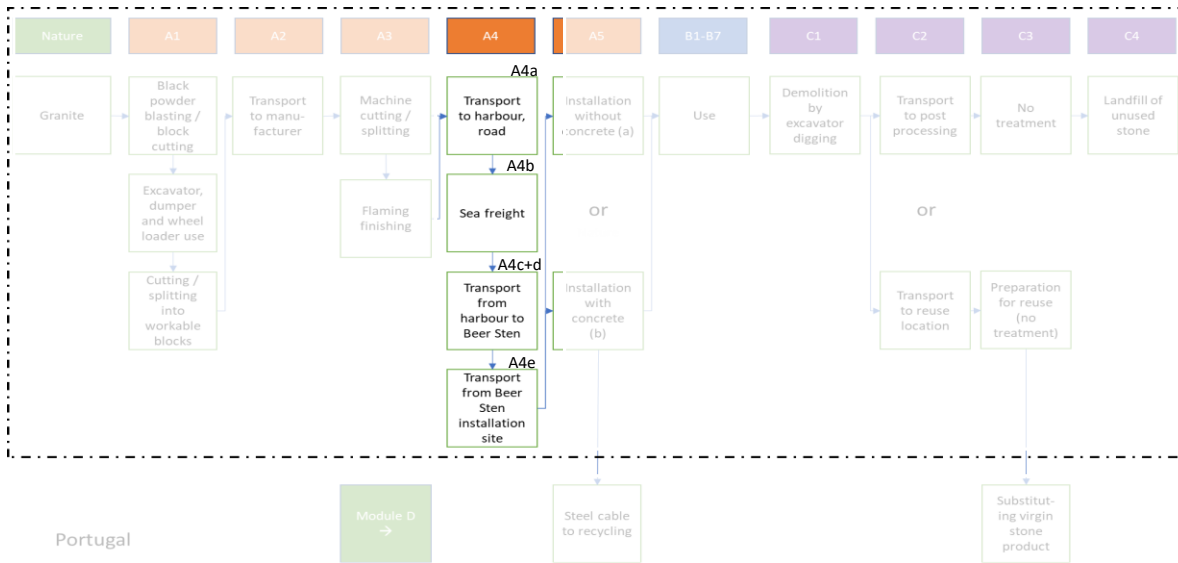 Nature
A1
A2
A3
A4
A5
B1-B7
C1
C2
C3
C4
Granite
Black
powder
blasting /
block
cutting
Excavator,
dumper
and wheel
loader use
Cutting /
splitting
into
workable
blocks
Transport
to manu-
facturer
Machine
cutting /
splitting
Flaming
finishing
A4a
Transport
to harbour,
road
A4b
Sea freight
A4c+d
Transport
from
harbour to
Beer Sten
A4e
Transport
from Beer
Sten
installation
site
Installation
without
concrete (a)
or
Installation
with
concrete
(b)
Use
Demolition
by
excavator
digging
Transport
to post
processing
or
Transport
to reuse
location
No
treatment
Preparation
for reuse
(no
treatment)
Landfill of
unused
stone
Portugal
Module D
→
Steel cable
to recycling
Substitut-
ing virgin
stone
product